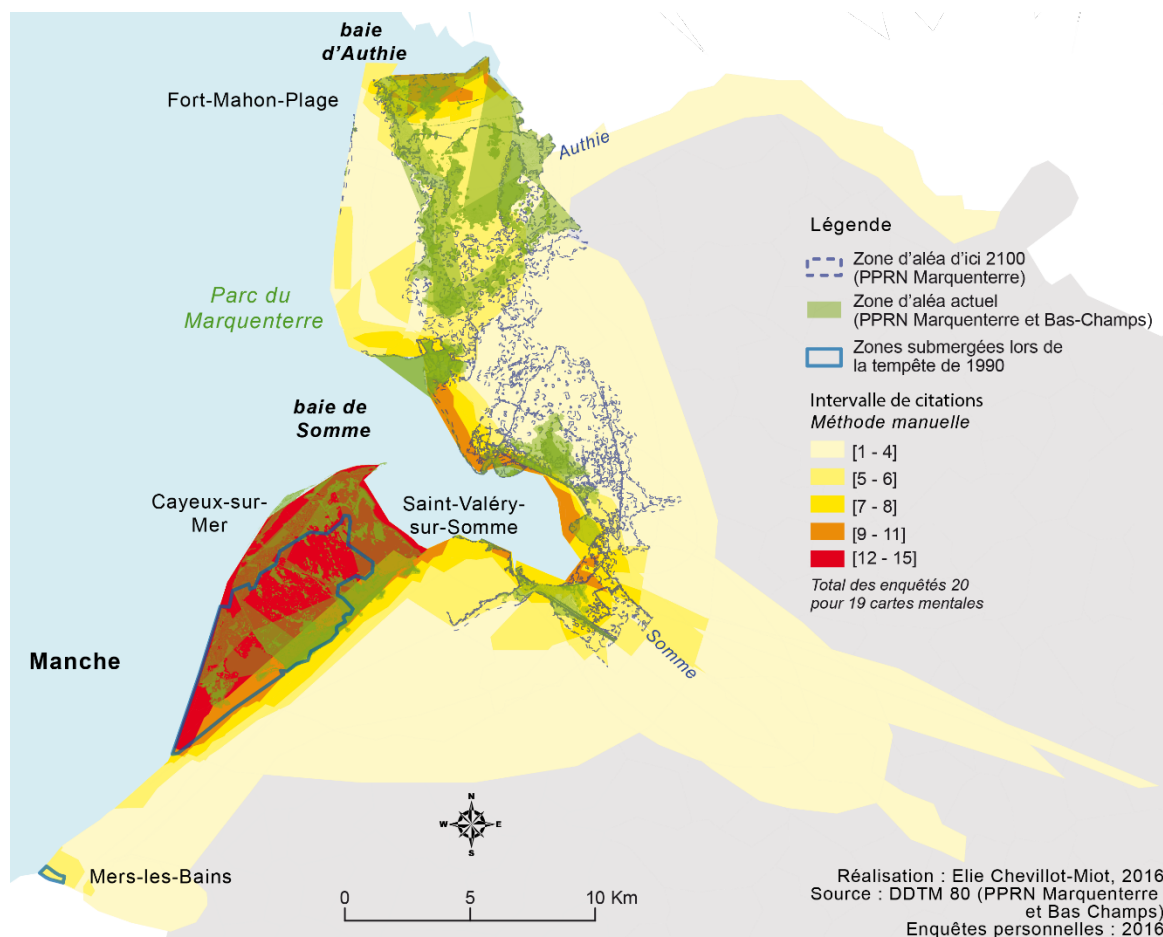 baie
d'Authie
Fort-Mahon-Plage
Authie
Parc du
Marquenterre
baie de
Somme
Cayeux-sur-
Mer
Saint-Valéry-
sur-Somme
Somme
Manche
Mers-les-Bains
Légende
Zone d'aléa d'ici 2100
(PPRN Marquenterre)
Zone d'aléa actuel
(PPRN Marquenterre et Bas-Champs)
Zones submergées lors de
la tempête de 1990
Intervalle de citations
Méthode manuelle
[1 - 4]
[5 - 6]
[7 - 8]
[9 - 11]
[12 - 15]
Total des enquêtés 20
pour 19 cartes mentales
N
W E
S
0 5 10 Km
Réalisation : Elie Chevillot-Miot, 2016
Source : DDTM 80 (PPRN Marquenterre
et Bas Champs)
Enquêtes personnelles : 2016